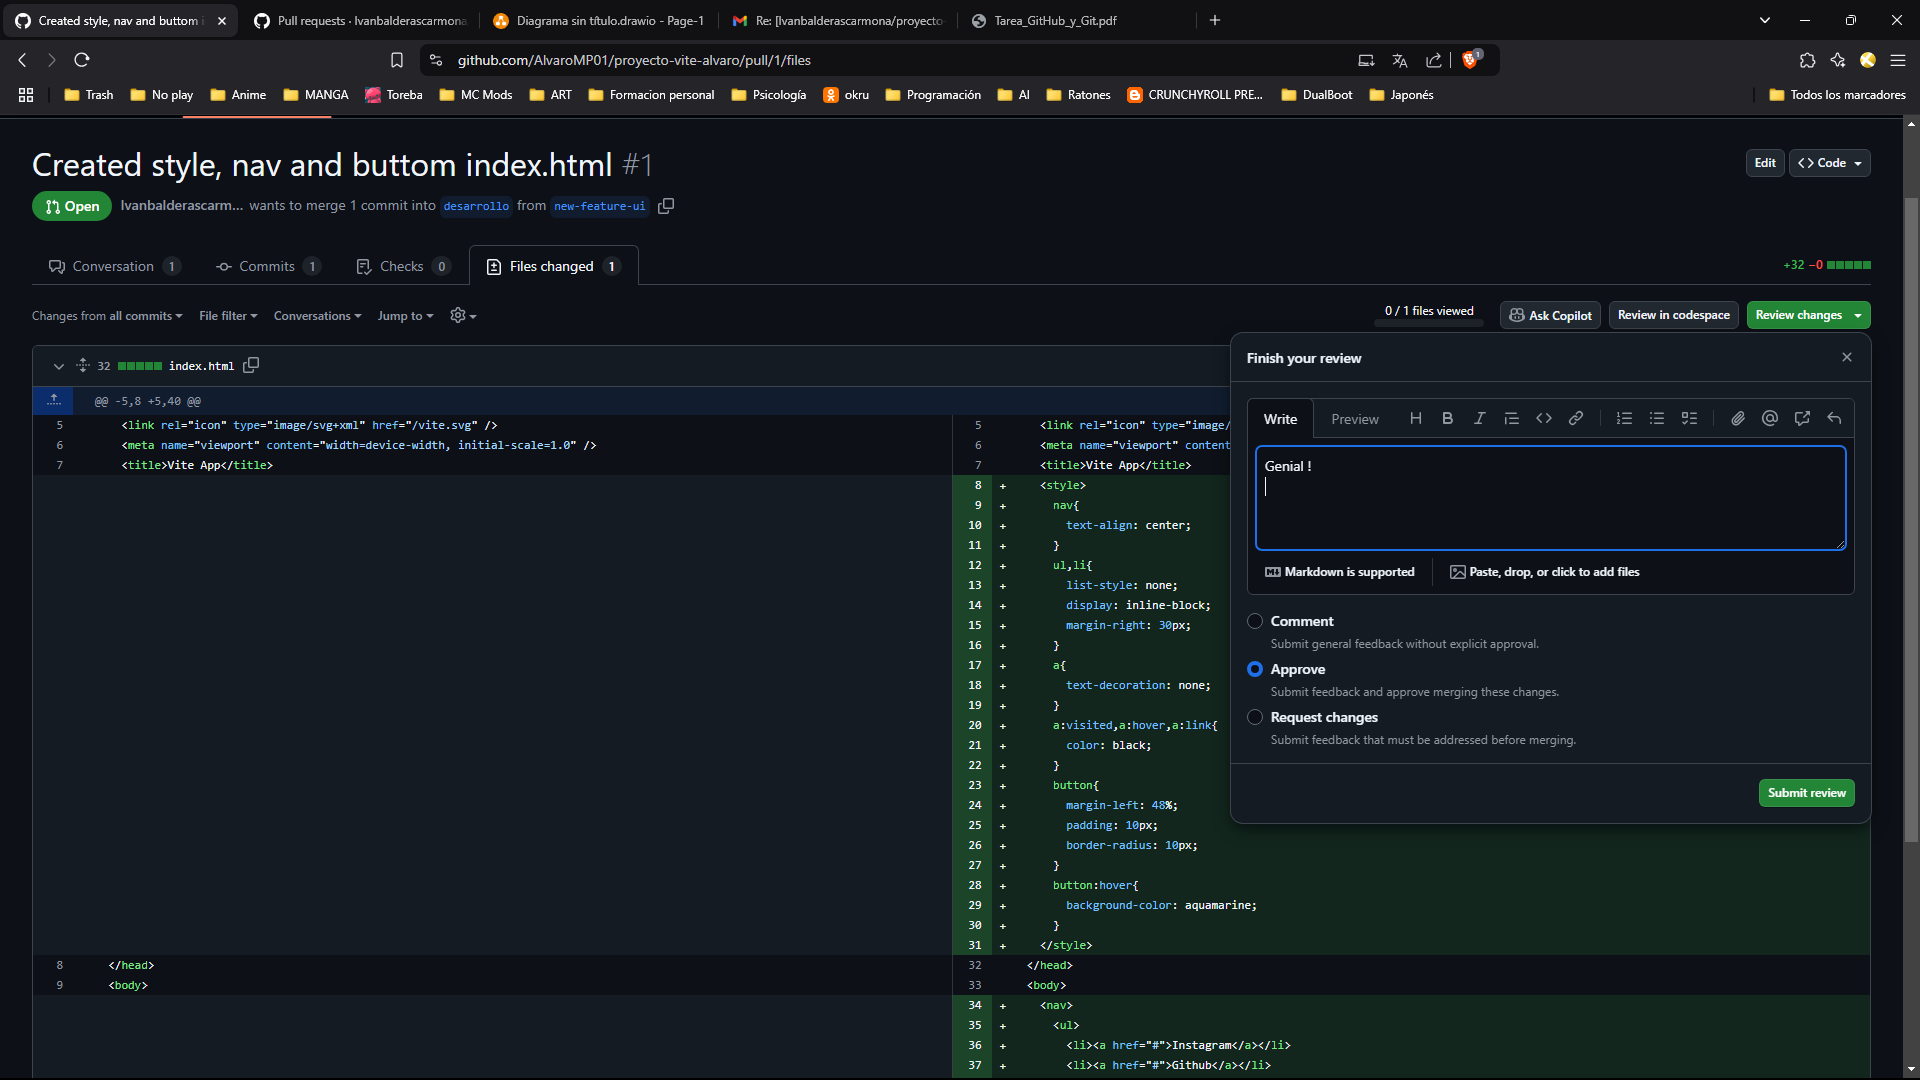 Created style, nav and buttom i
Pull requests · Ivanbalderascarmona
Diagrama sin título.drawio - Page-1
Re: [Ivanbalderascarmona/proyecto-
Tarea_GitHub_y_Git.pdf
github.com/AlvaroMP01/proyecto-vite-alvaro/pull/1/files
1
Trash
No play
Anime
MANGA
Toreba
MC Mods
ART
Formacion personal
Psicología
okru
Programación
AI
Ratones
CRUNCHYROLL PRE...
DualBoot
Japonés
Todos los marcadores
Created style, nav and buttom index.html #1
Edit
<> Code
Open
Ivanbalderascarm... wants to merge 1 commit into desarrollo from new-feature-ui
Conversation 1
Commits 1
Checks 0
Files changed 1
+32 −0
Changes from all commits
File filter
Conversations
Jump to
0 / 1 files viewed
Ask Copilot
Review in codespace
Review changes
32 index.html
@@ -5,8 +5,40 @@
5 <link rel="icon" type="image/svg+xml" href="/vite.svg" />
6 <meta name="viewport" content="width=device-width, initial-scale=1.0" />
7 <title>Vite App</title>
8 </head>
9 <body>
5 <link rel="icon" type="image/
6 <meta name="viewport" content
7 <title>Vite App</title>
8 + <style>
9 + nav{
10 + text-align: center;
11 + }
12 + ul,li{
13 + list-style: none;
14 + display: inline-block;
15 + margin-right: 30px;
16 + }
17 + a{
18 + text-decoration: none;
19 + }
20 + a:visited,a:hover,a:link{
21 + color: black;
22 + }
23 + button{
24 + margin-left: 48%;
25 + padding: 10px;
26 + border-radius: 10px;
27 + }
28 + button:hover{
29 + background-color: aquamarine;
30 + }
31 + </style>
32 </head>
33 <body>
34 + <nav>
35 + <ul>
36 + <li><a href="#">Instagram</a></li>
37 + <li><a href="#">Github</a></li>
Finish your review
Write
Preview
Genial !
Markdown is supported
Paste, drop, or click to add files
Comment
Submit general feedback without explicit approval.
Approve
Submit feedback and approve merging these changes.
Request changes
Submit feedback that must be addressed before merging.
Submit review